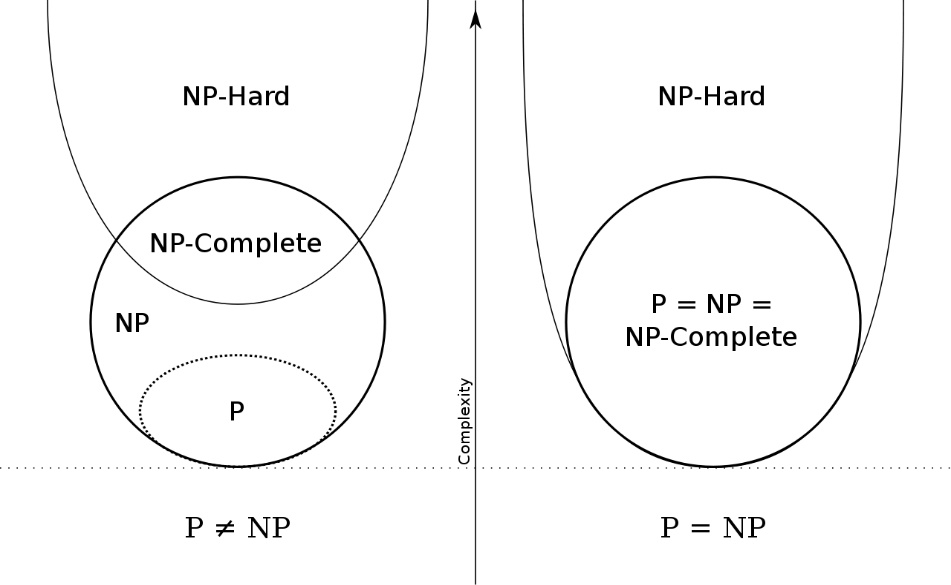 NP-Hard
NP-Complete
NP
P
P ≠ NP
Complexity
NP-Hard
P = NP =
NP-Complete
P = NP